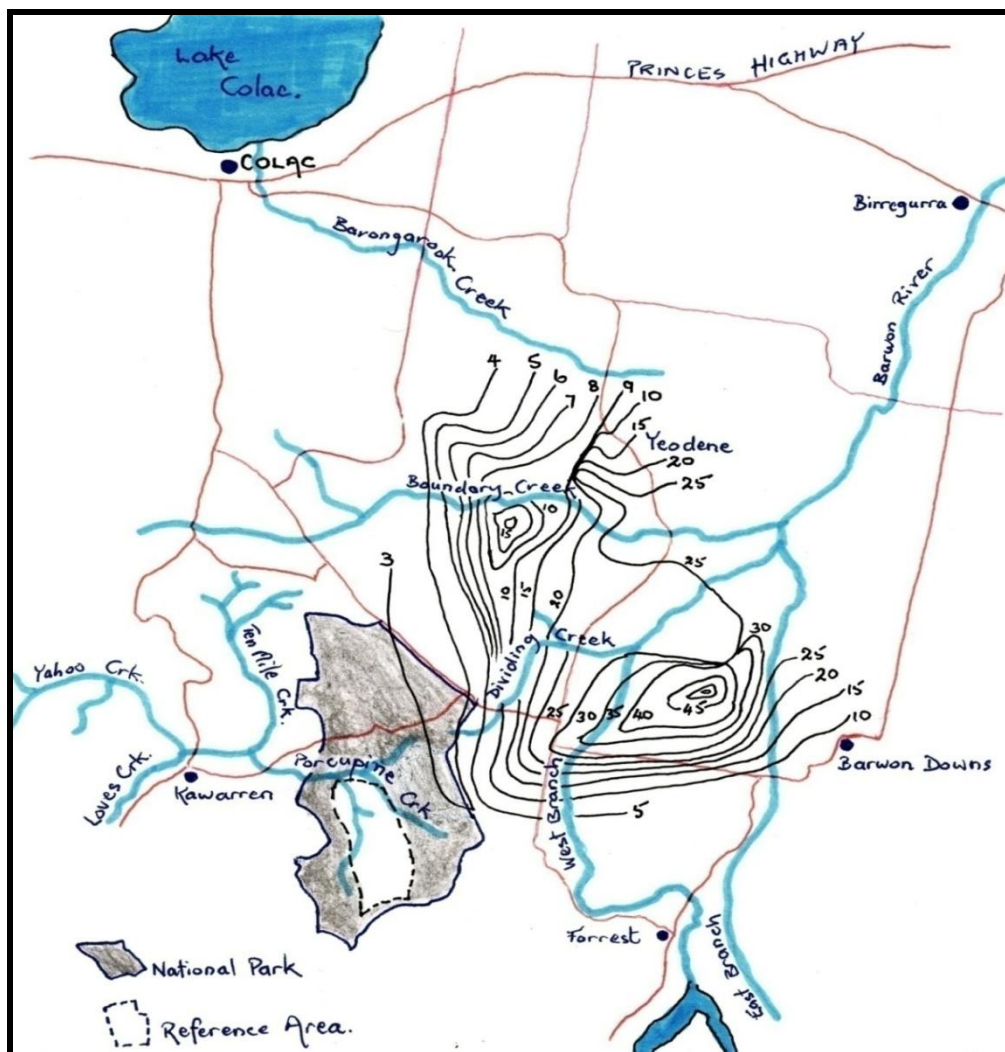 Lake
Colac.
PRINCES HIGHWAY
COLAC
Birregurra
Barongarook
Creek
Barwon River
4
5
6
7
8
9
10
15
Yeodene
20
25
Boundary Creek
10
15
3
10
15
20
25
30
Dividing Creek
25
20
15
10
25
30
35
40
45
Yahoo Crk.
Ten Mile Crk.
Loves Crk.
Kawarren
Porcupine
Crk
Barwon Downs
5
West Branch
Forrest
East Branch
National Park
Reference Area.